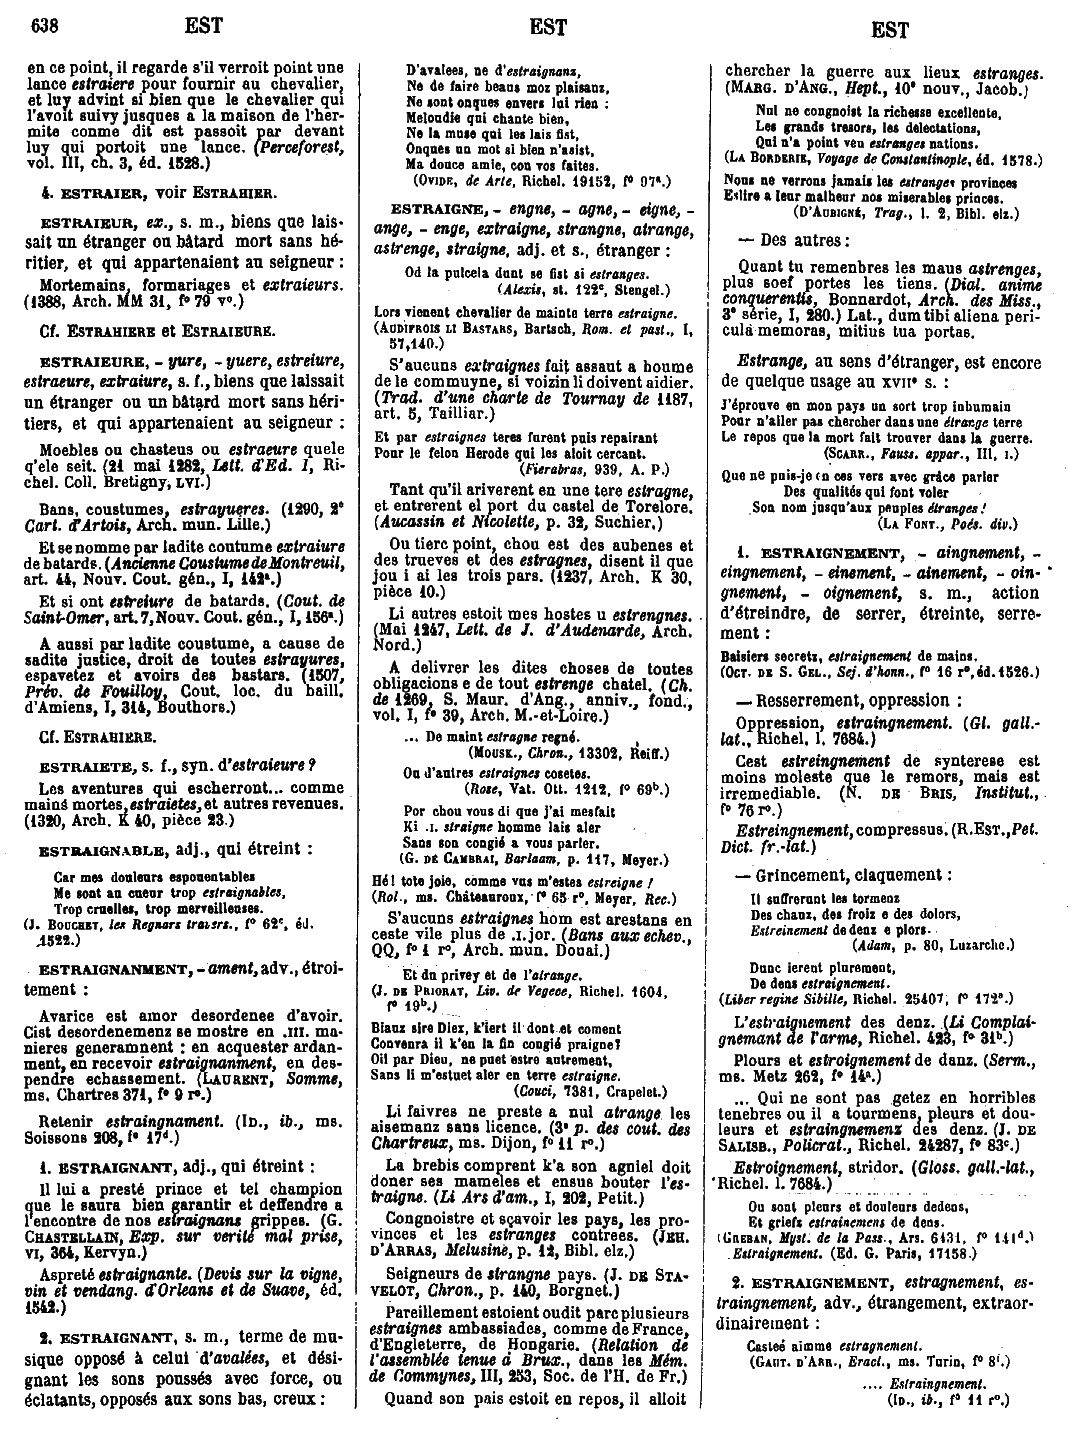 638 EST EST EST
en ce point, il regarde s'il verroit point une
lance estraiere pour fournir au chevalier,
et luy advint si bien que le chevalier qui
l'avoit suivy jusques a la maison de l'her-
mite conme dit est passoit par devant
luy qui portoit une lance. (Perceforest,
vol. III, ch. 3, éd. 1528.)
4. ESTRAIER, voir ESTRAHIER.
ESTRAIEUR, ex., s. m., biens que lais-
sait un étranger ou bâtard mort sans hé-
ritier, et qui appartenaient au seigneur :
Mortemains, formariages et extraieurs.
(1388, Arch. MM 31, f° 79 v°.)
Cf. ESTRAHIERE et ESTRAIEURE.
ESTRAIEURE, - yure, - yuere, estreiure,
estraeure, extraiure, s. f., biens que laissait
un étranger ou un bâtard mort sans héri-
tiers, et qui appartenaient au seigneur :
Moebles ou chasteus ou estraeure quele
q'ele seit. (21 mai 1282, Lett. d'Ed. I, Ri-
chel. Coll. Bretigny, LVI.)
Bans, coustumes, estrayueres. (1290, 2e
Cart. d'Artois, Arch. mun. Lille.)
Et se nomme par ladite coutume extraiure
de batards. (Ancienne Coustume de Montreuil,
art. 44, Nouv. Cout. gén., I, 142a.)
Et si ont estreiure de batards. (Cout. de
Saint-Omer, art. 7, Nouv. Cout. gén., I, 156a.)
A aussi par ladite coustume, a cause de
sadite justice, droit de toutes estrayures,
espavetez et avoirs des bastars. (1507,
Prév. de Fouilloy, Cout. loc. du baill.
d'Amiens, I, 314, Bouthors.)
Cf. ESTRAHIERE.
ESTRAIETE, s. f., syn. d'estraieure ?
Les aventures qui escherront... comme
mains mortes, estraietes, et autres revenues.
(1320, Arch. K 40, pièce 23.)
ESTRAIGNABLE, adj., qui étreint :
Car mes douleurs espouentables
Me sont au cueur trop estraignables,
Trop cruelles, trop merveilleuses.
(J. BOUCHET, les Regnars travers., f° 62c, éd.
1522.)
ESTRAIGNANMENT, - ament, adv., étroi-
tement :
Avarice est amor desordenee d'avoir.
Cist desordenemenz se mostre en .III. ma-
nieres generamnent : en acquester ardan-
ment, en recevoir estraignanment, en des-
pendre echassement. (LAURENT, Somme,
ms. Chartres 371, f° 9 r°.)
Retenir estraingnament. (ID., ib., ms.
Soissons 208, f° 17d.)
1. ESTRAIGNANT, adj., qui étreint :
Il lui a presté prince et tel champion
que le saura bien garantir et deffendre a
l'encontre de nos estraignans grippes. (G.
CHASTELLAIN, Exp. sur verité mal prise,
VI, 364, Kervyn.)
Aspreté estraignante. (Devis sur la vigne,
vin et vendang. d'Orleans et de Suave, éd.
1542.)
2. ESTRAIGNANT, s. m., terme de mu-
sique opposé à celui d'avalées, et dési-
gnant les sons poussés avec force, ou
éclatants, opposés aux sons bas, creux :
D'avalees, ne d'estraignanz,
Ne de faire beaus moz plaisanz,
Ne sont onques envers lui rien :
Meloudie qui chante bien,
Ne la muse qui les lais fist,
Onques un mot si bien n'asist,
Ma douce amie, con vos faites.
(OVIDE, de Arte, Richel. 19152, f° 97a.)
ESTRAIGNE, - engne, - agne, - eigne, -
ange, - enge, extraigne, strangne, atrange,
astrenge, straigne, adj. et s., étranger :
Od la pulcela dunt se fist si estranges.
(Alexis, st. 122e, Stengel.)
Lors vienent chevalier de mainte terre estraigne.
(AUDIFROIS LI BASTARS, Bartsch, Rom. et past., I,
57,140.)
S'aucuns extraignes fait assaut a houme
de le commuyne, si voizin li doivent aidier.
(Trad. d'une charte de Tournay de 1187,
art. 5, Tailliar.)
Et par estraignes teres furent puis repairant
Pour le felon Herode qui les aloit cercant.
(Fierabras, 939, A. P.)
Tant qu'il ariverent en une tere estragne,
et entrerent el port du castel de Torelore.
(Aucassin et Nicolette, p. 32, Suchier.)
Ou tierc point, chou est des aubenes et
des trueves et des estragnes, disent il que
jou i ai les trois pars. (1237, Arch. K 30,
pièce 10.)
Li autres estoit mes hostes u estrengnes.
(Mai 1247, Lett. de J. d'Audenarde, Arch.
Nord.)
A delivrer les dites choses de toutes
obligacions e de tout estrenge chatel. (Ch.
de 1269, S. Maur. d'Ang., anniv., fond.,
vol. I, f° 39, Arch. M.-et-Loire.)
... De maint estragne regné.
(MOUSK., Chron., 13302, Reiff.)
Ou d'autres estraignes cosetes.
(Rose, Vat. Ott. 1212, f° 69b.)
Por chou vous di que j'ai mesfait
Ki .I. straigne homme lais aler
Sans son congié a vous parler.
(G. DE CAMBRAI, Barlaam, p. 117, Meyer.)
Hé! tote joie, comme vus m'estes estreigne !
(Rol., ms. Châteauroux, f° 65 r°, Meyer, Rec.)
S'aucuns estraignes hom est arestans en
ceste vile plus de .I. jor. (Bans aux echev.,
QQ, f° 1 r°, Arch. mun. Douai.)
Et du privey et de l'atrange.
(J. DE PRIORAT, Liv. de Vegece, Richel. 1604,
f° 19b.)
Biauz sire Diez, k'iert il dont et coment
Convenra il k'en la fin congié praigne?
Oïl par Dieu, ne puet estre autrement,
Sans li m'estuet aler en terre estraigne.
(Couci, 7381, Crapelet.)
Li faivres ne preste a nul atrange les
aisemanz sans licence. (3e p. des cout. des
Chartreux, ms. Dijon, f° 11 r°.)
La brebis comprent k'a son agniel doit
doner ses mameles et ensus bouter l'es-
traigne. (Li Ars d'am., I, 202, Petit.)
Congnoistre et sçavoir les pays, les pro-
vinces et les estranges contrees. (JEH.
D'ARRAS, Melusine, p. 12, Bibl. elz.)
Seigneurs de strangne pays. (J. DE STA-
VELOT, Chron., p. 140, Borgnet.)
Pareillement estoient oudit parc plusieurs
estraignes ambassiades, comme de France,
d'Engleterre, de Hongarie. (Relation de
l'assemblée tenue à Brux., dans les Mém.
de Commynes, III, 253, Soc. de l'H. de Fr.)
Quand son pais estoit en repos, il alloit
chercher la guerre aux lieux estranges.
(MARG. D'ANG., Hept., 10e nouv., Jacob.)
Nul ne congnoist la richesse excellente,
Les grands tresors, les delectations,
Qui n'a point veu estranges nations.
(LA BORDERIE, Voyage de Constantinople, éd. 1578.)
Nous ne verrons jamais les estranges provinces
Eslire a leur malheur nos miserables princes.
(D'AUBIGNÉ, Trag., l. 2, Bibl. elz.)
— Des autres :
Quant tu remenbres les maus astrenges,
plus soef portes les tiens. (Dial. anime
conquerentis, Bonnardot, Arch. des Miss.,
3e série, I, 280.) Lat., dum tibi aliena peri-
cula memoras, mitius tua portas.
Estrange, au sens d'étranger, est encore
de quelque usage au XVIIe s. :
J'éprouve en mon pays un sort trop inhumain
Pour n'aller pas chercher dans une étrange terre
Le repos que la mort fait trouver dans la guerre.
(SCARR., Fauss. appar., III, I.)
Que ne puis-je en ces vers avec grâce parler
Des qualités qui font voler
Son nom jusqu'aux peuples étranges !
(LA FONT., Poés. div.)
1. ESTRAIGNEMENT, - aingnement, -
eingnement, - einement, - ainement, - oin-
gnement, - oignement, s. m., action
d'étreindre, de serrer, étreinte, serre-
ment :
Baisiers secretz, estraignement de mains.
(OCT. DE S. GEL., Sej. d'honn., f° 16 r°, éd. 1526.)
— Resserrement, oppression :
Oppression, estraingnement. (Gl. gall.-
lat., Richel. l. 7684.)
Cest estreingnement de synterese est
moins moleste que le remors, mais est
irremediable. (N. DE BRIS, Institut.,
f° 76 r°.)
Estreingnement, compressus. (R. EST., Pet.
Dict. fr.-lat.)
— Grincement, claquement :
Il suffrerunt les tormenz
Des chauz, des froiz e des dolors,
Estreinement de denz e plors.
(Adam, p. 80, Luzarche.)
Dunc ierent plurement,
De dens estraignement.
(Liber regine Sibille, Richel. 25407, f° 172e.)
L'estraignement des denz. (Li Complai-
gnemant de l'arme, Richel. 423, f° 31b.)
Plours et estroignement de danz. (Serm.,
ms. Metz 262, f° 14a.)
... Qui ne sont pas getez en horribles
tenebres ou il a tourmens, pleurs et dou-
leurs et estraingnemenz des denz. (J. DE
SALISB., Policrat., Richel. 24287, f° 83c.)
Estroignement, stridor. (Gloss. gall.-lat.,
Richel. l. 7684.)
Ou sont pleurs et douleurs dedens,
Et griefz estrainemens de dens.
(GREBAN, Myst. de la Pass., Ars. 6431, f° 141d.)
Estraignement. (Ed. G. Paris, 17158.)
2. ESTRAIGNEMENT, estragnement, es-
traingnement, adv., étrangement, extraor-
dinairement :
Casteé aimme estragnement.
(GAUT. D'ARR., Eracl., ms. Turin, f° 8f.)
.... Estraingnement.
(ID., ib., f° 11 r°.)